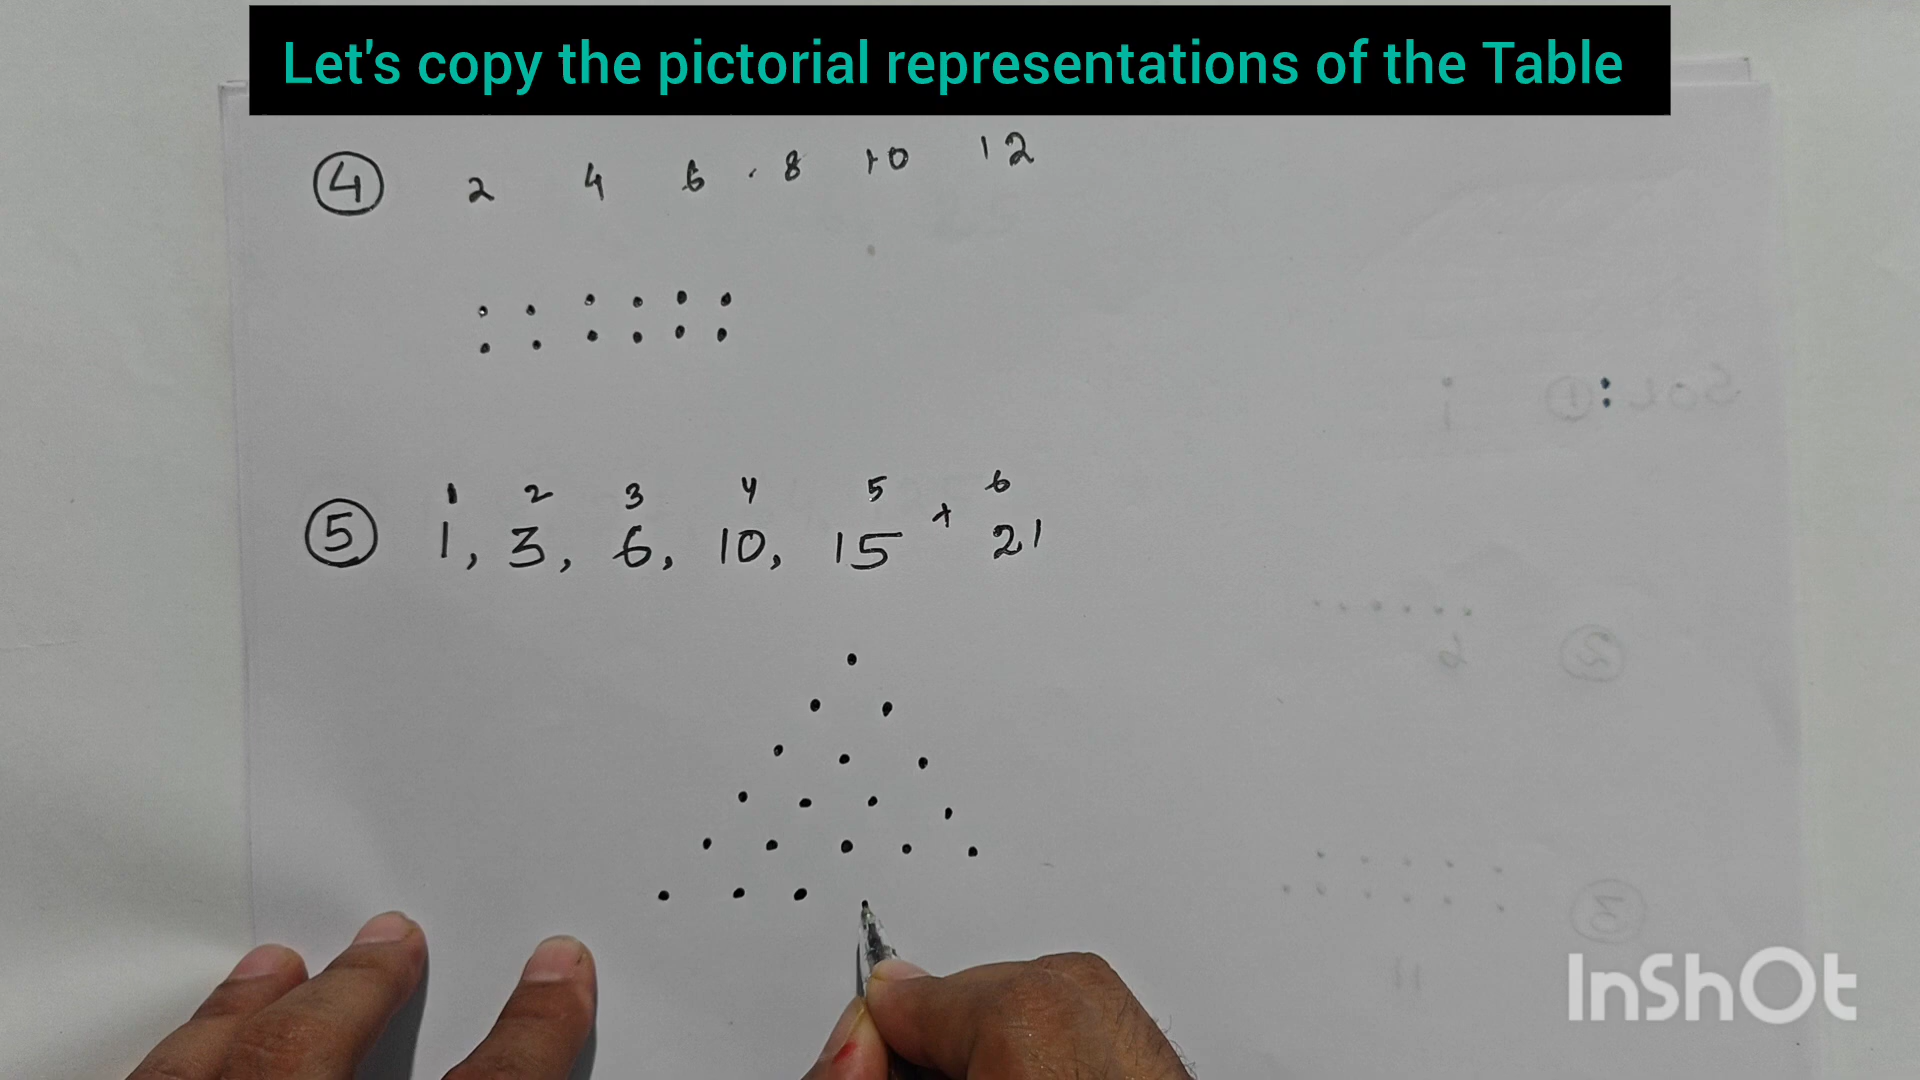 Let's copy the pictorial representations of the Table
4 2 4 6 8 10 12
1 2 3 4 5 6
5 1, 3, 6, 10, 15 + 21
InShOt